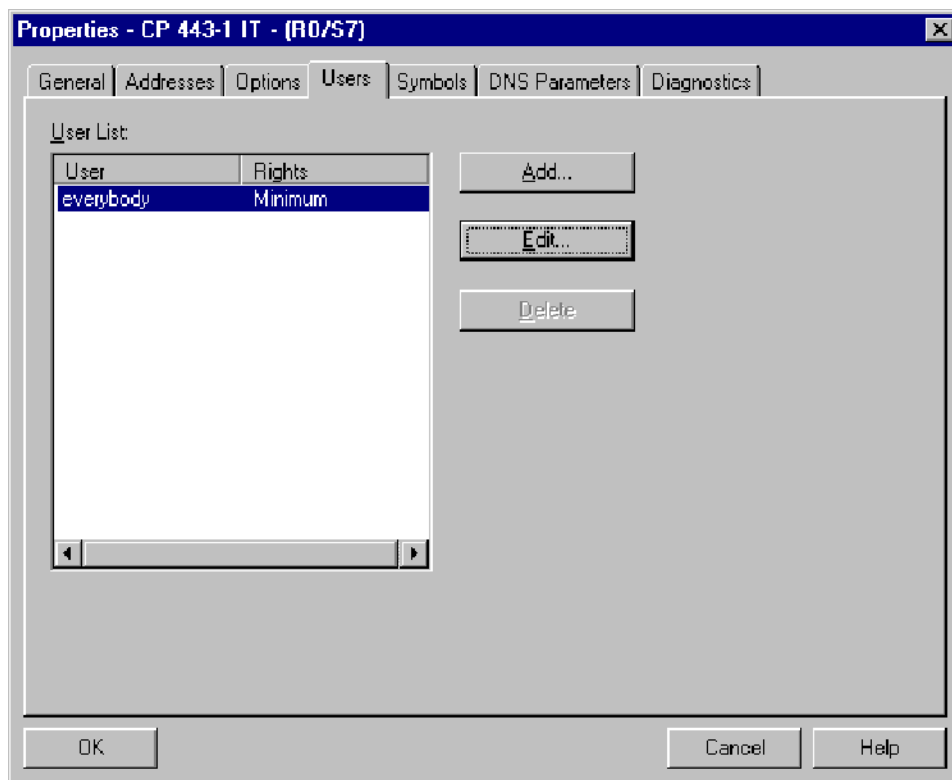 Properties - CP 443-1 IT - (R0/S7)
General Addresses Options Users Symbols DNS Parameters Diagnostics
User List:
User Rights Add...
everybody Minimum
Edit...
Delete
OK Cancel Help